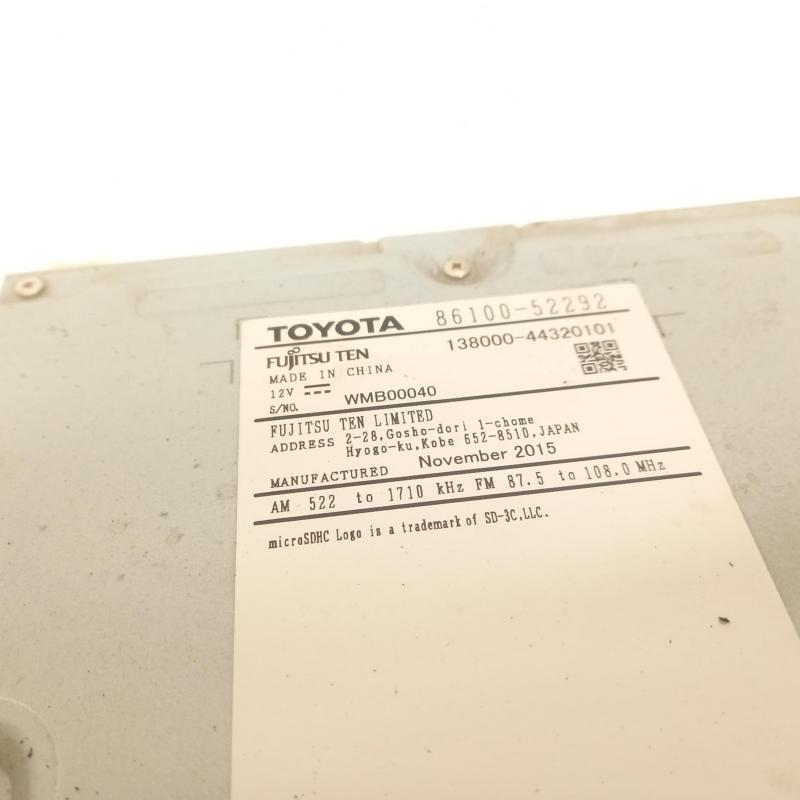 TOYOTA 86100-52292
FUJITSU TEN 138000-44320101
MADE IN CHINA
12V
S/NO. WMB00040
FUJITSU TEN LIMITED
ADDRESS 2-28,Gosho-dori 1-chome
Hyogo-ku,Kobe 652-8510,JAPAN
MANUFACTURED November 2015
AM 522 to 1710 kHz FM 87.5 to 108.0 MHz
microSDHC Logo is a trademark of SD-3C,LLC.